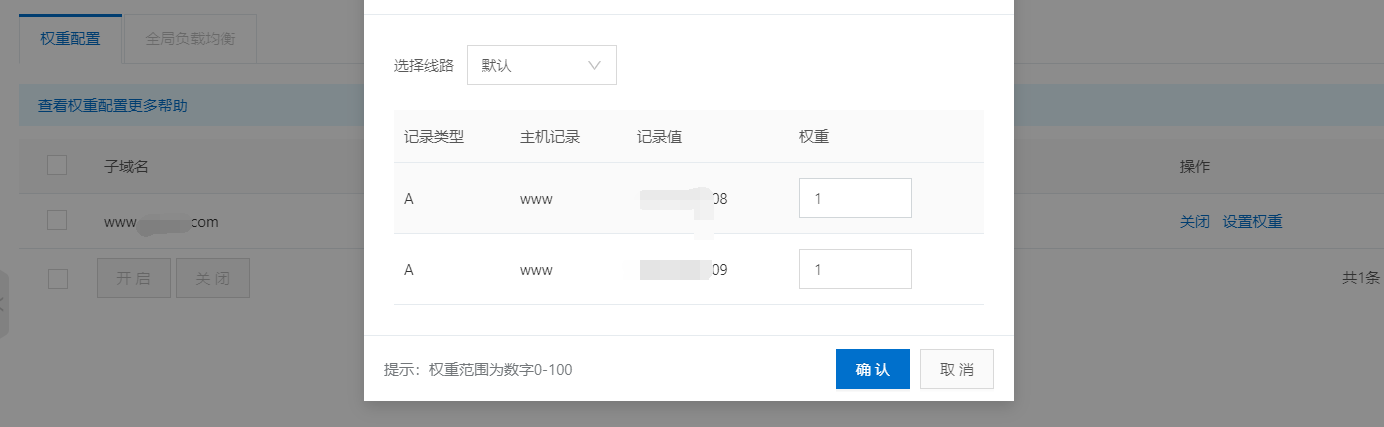 权重配置 全局负载均衡
选择线路 默认
查看权重配置更多帮助
记录类型 主机记录 记录值 权重
子域名 操作
A www 08 1
www com 关闭 设置权重
A www 09 1
开启 关闭 共1条
提示：权重范围为数字0-100 确认 取消